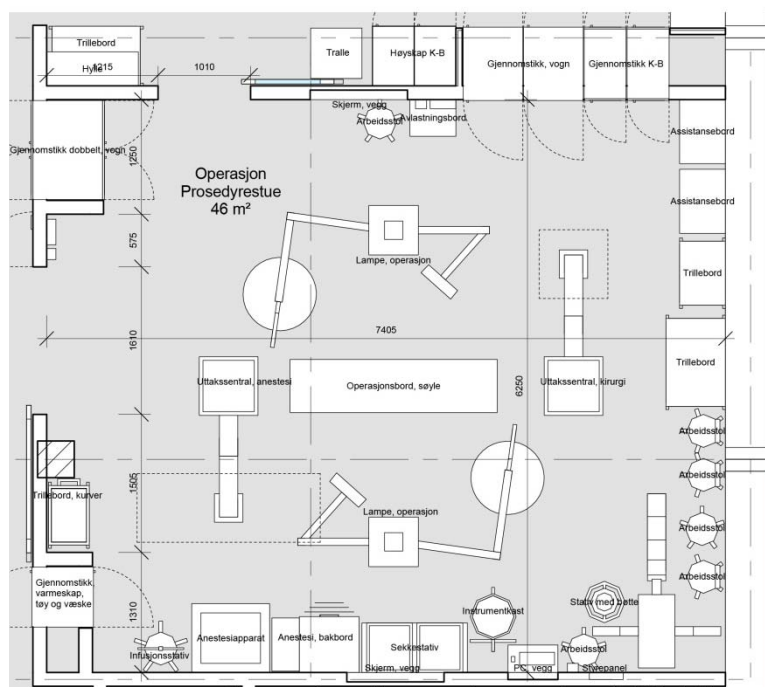 Trillebord
Hylle
1215
1010
Tralle
Høyskap K-B
Gjennomstikk, vogn
Gjennomstikk K-B
Skjerm, vegg
Arbeidsstol
Avlastningsbord
Assistansebord
Gjennomstikk dobbelt, vogn
1250
Operasjon
Prosedyrestue
46 m²
Assistansebord
575
Lampe, operasjon
Trillebord
1610
7405
Trillebord
Uttakssentral, anestesi
Operasjonsbord, søyle
6250
Uttakssentral, kirurgi
Arbeidsstol
Arbeidsstol
Trillebord, kurver
1505
Lampe, operasjon
Arbeidsstol
Gjennomstikk,
varmeskap,
tøy og væske
1310
Arbeidsstol
Instrumentkast
Stativ med bøtte
Anestesiapparat
Anestesi, bakbord
Sekkestativ
Infusjonsstativ
Arbeidsstol
Skjerm, vegg
PC, vegg
Styrepanel